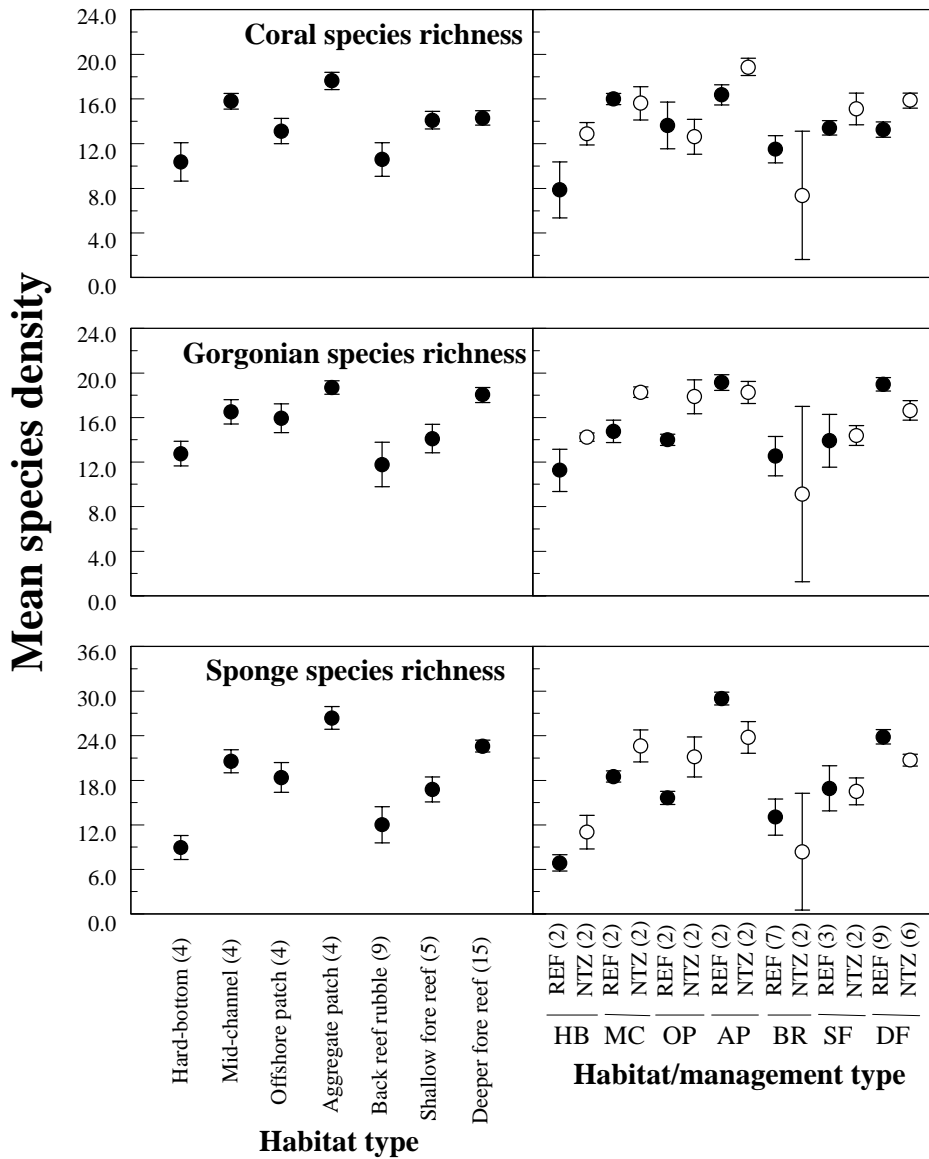 Mean species density
24.0
20.0
16.0
12.0
8.0
4.0
0.0
Coral species richness
24.0
20.0
16.0
12.0
8.0
4.0
0.0
Gorgonian species richness
36.0
30.0
24.0
18.0
12.0
6.0
0.0
Sponge species richness
Hard-bottom (4)
Mid-channel (4)
Offshore patch (4)
Aggregate patch (4)
Back reef rubble (9)
Shallow fore reef (5)
Deeper fore reef (15)
Habitat type
REF (2)
NTZ (2)
REF (2)
NTZ (2)
REF (2)
NTZ (2)
REF (2)
NTZ (2)
REF (7)
NTZ (2)
REF (3)
NTZ (2)
REF (9)
NTZ (6)
HB MC OP AP BR SF DF
Habitat/management type